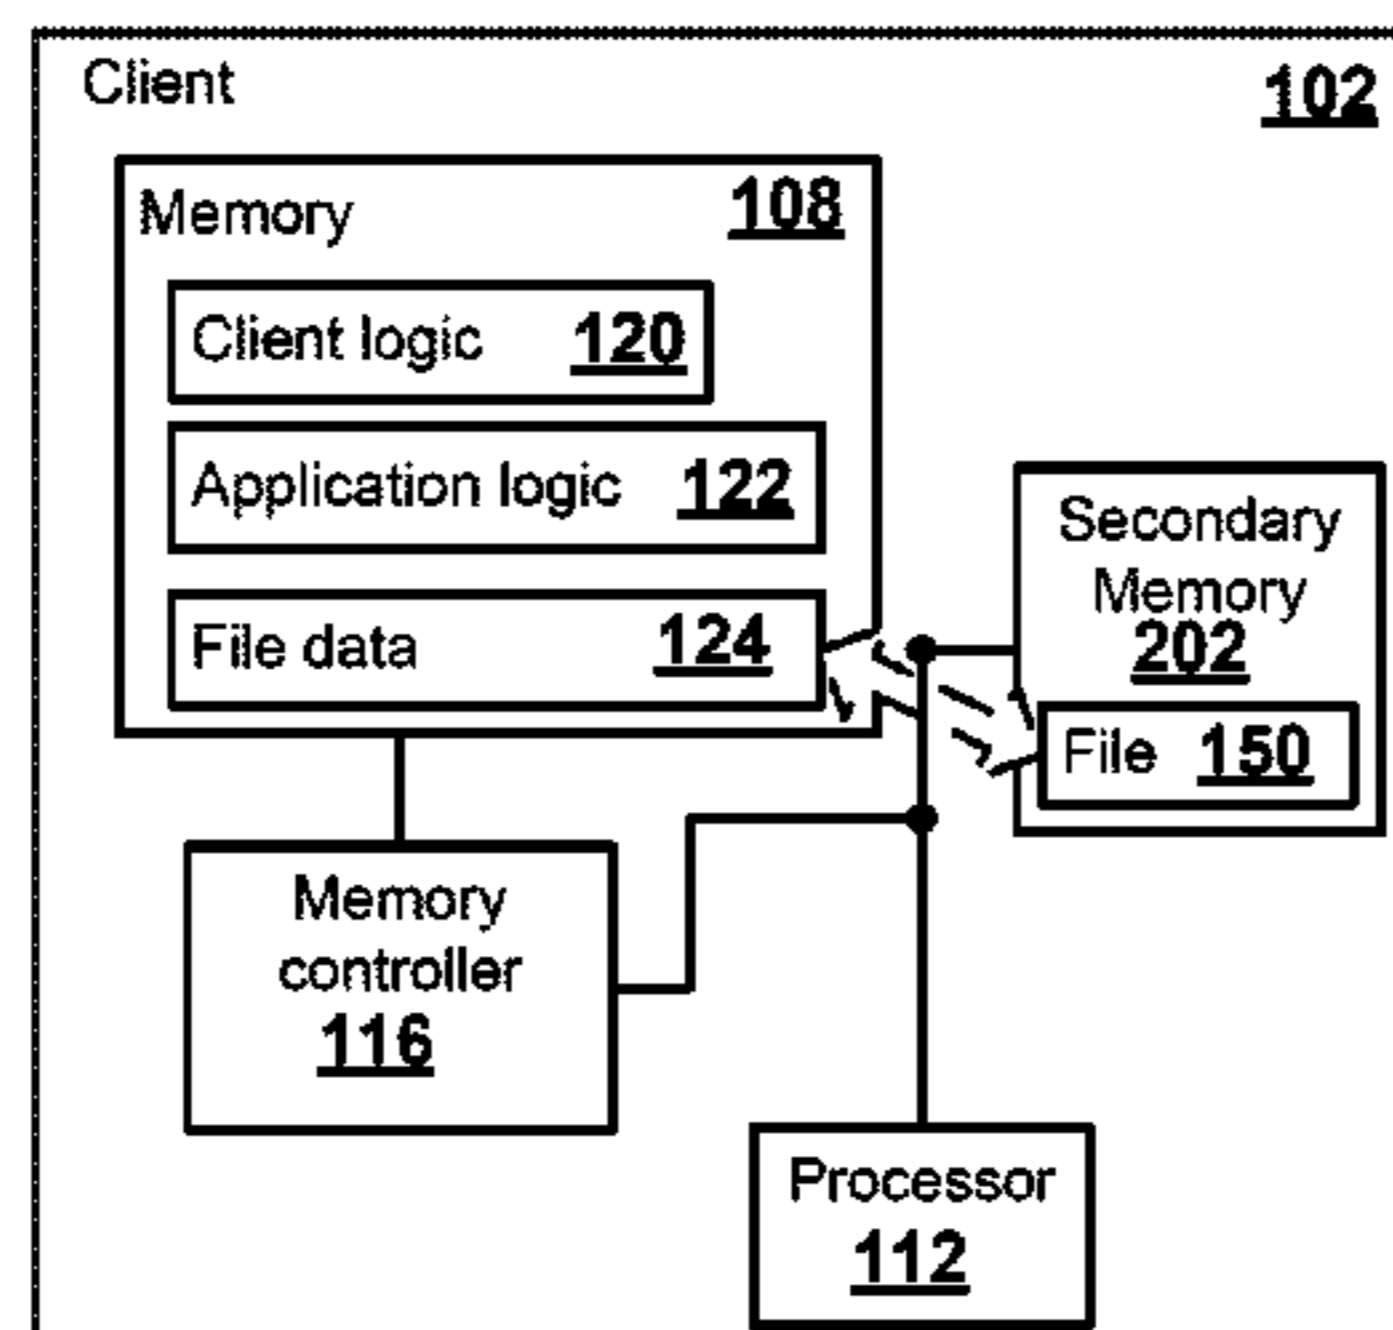 Client 102
Memory 108
Client logic 120
Application logic 122
File data 124
Secondary
Memory
202
File 150
Memory
controller
116
Processor
112